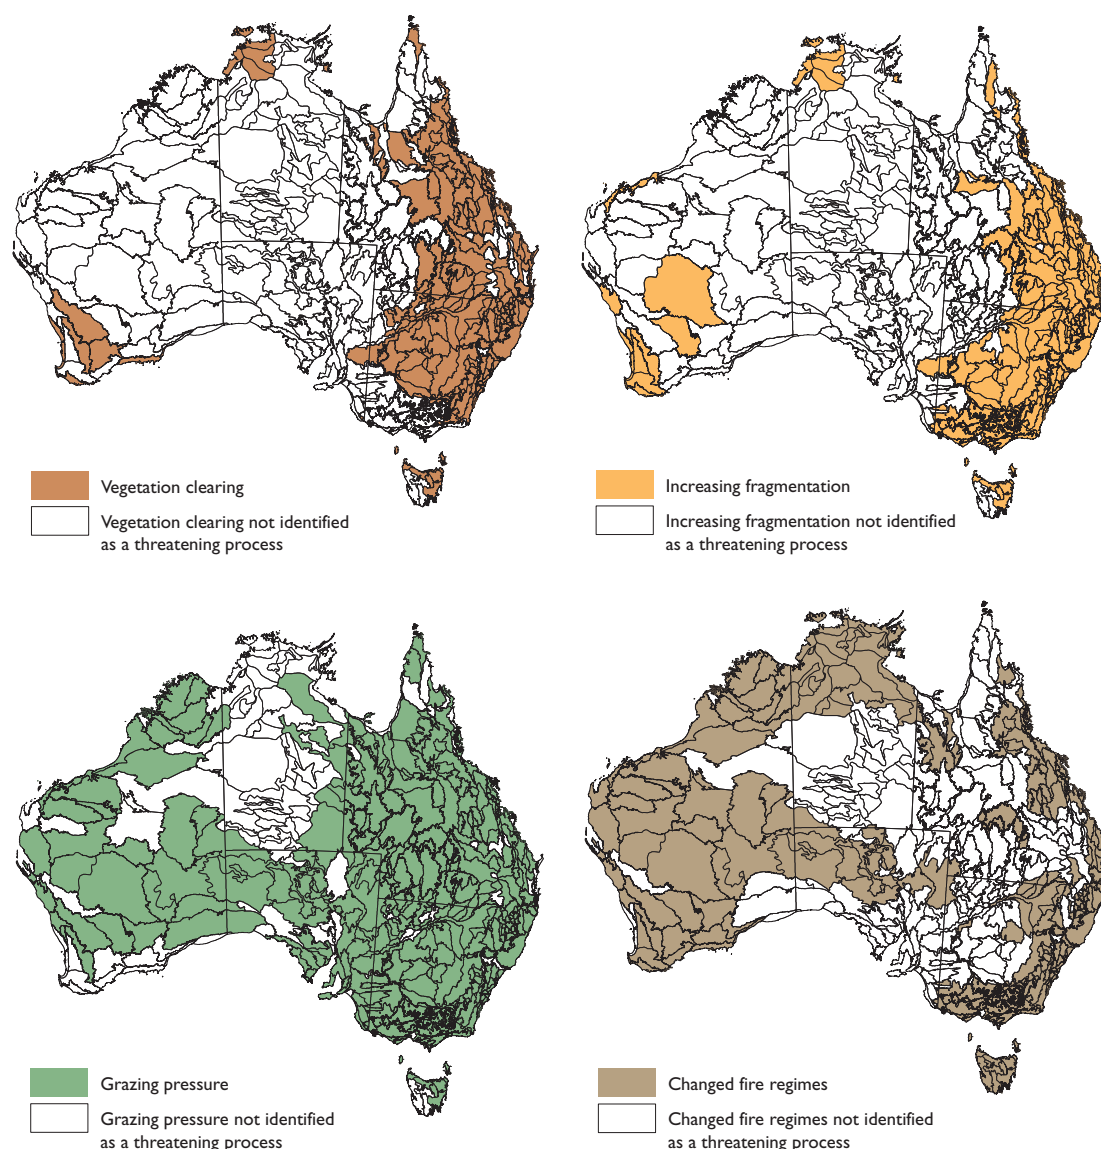 Vegetation clearing
Vegetation clearing not identified
as a threatening process
Increasing fragmentation
Increasing fragmentation not identified
as a threatening process
Grazing pressure
Grazing pressure not identified
as a threatening process
Changed fire regimes
Changed fire regimes not identified
as a threatening process